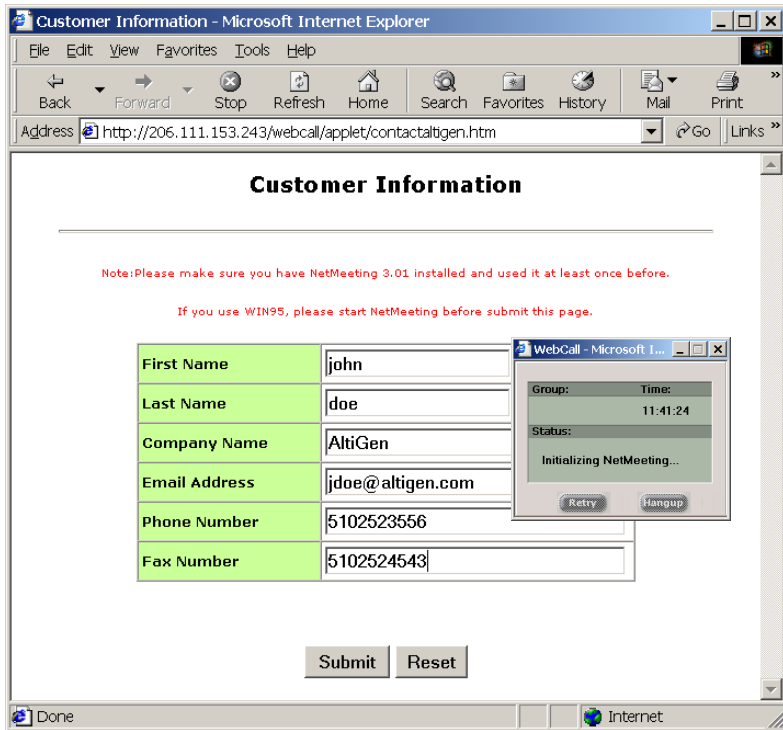 Customer Information - Microsoft Internet Explorer
File Edit View Favorites Tools Help
Back Forward Stop Refresh Home Search Favorites History Mail Print »
Address http://206.111.153.243/webcall/applet/contactaltigen.htm Go Links »
Customer Information
Note:Please make sure you have NetMeeting 3.01 installed and used it at least once before.
If you use WIN95, please start NetMeeting before submit this page.
First Name john
Last Name doe
Company Name AltiGen
Email Address jdoe@altigen.com
Phone Number 5102523556
Fax Number 5102524543
WebCall - Microsoft I...
Group: Time:
11:41:24
Status:
Initializing NetMeeting...
Retry Hangup
Submit Reset
Done Internet